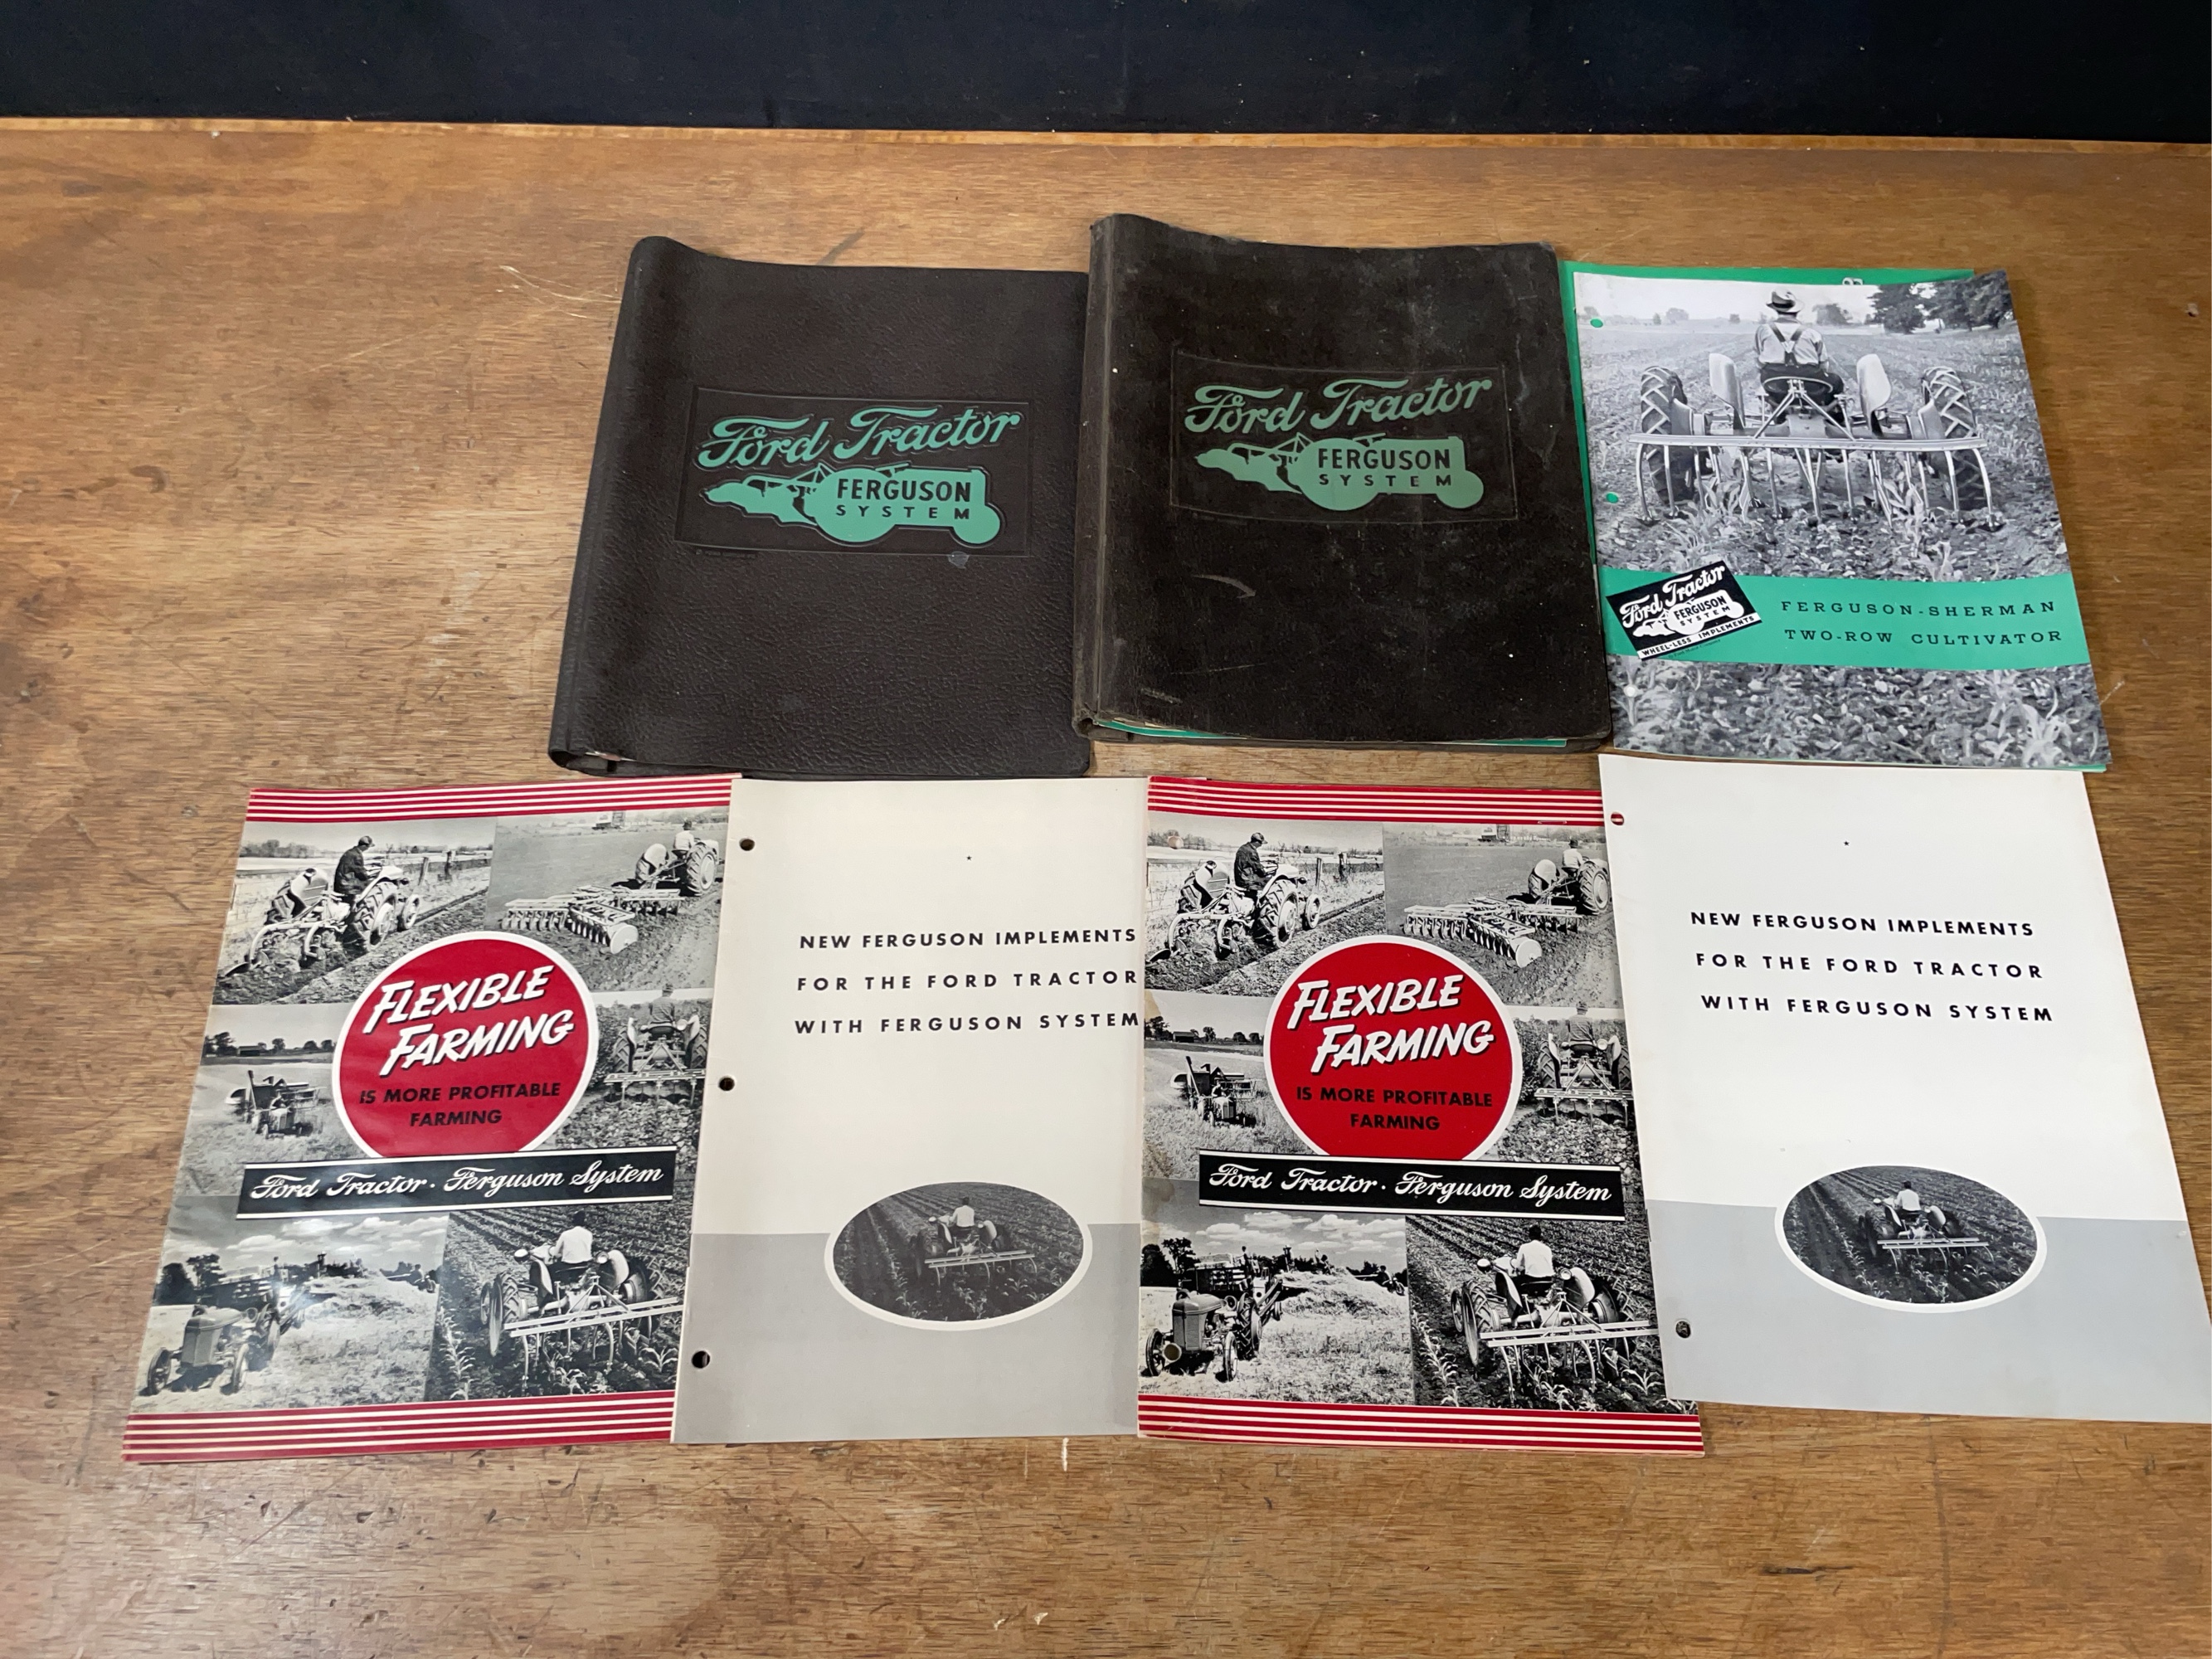 Ford Tractor
FERGUSON
SYSTEM
Ford Tractor
FERGUSON
SYSTEM
Ford Tractor
FERGUSON
SYSTEM
WHEEL-LESS IMPLEMENTS
FERGUSON-SHERMAN
TWO-ROW CULTIVATOR
FLEXIBLE
FARMING
IS MORE PROFITABLE
FARMING
Ford Tractor · Ferguson System
NEW FERGUSON IMPLEMENTS
FOR THE FORD TRACTOR
WITH FERGUSON SYSTEM
FLEXIBLE
FARMING
IS MORE PROFITABLE
FARMING
Ford Tractor · Ferguson System
NEW FERGUSON IMPLEMENTS
FOR THE FORD TRACTOR
WITH FERGUSON SYSTEM